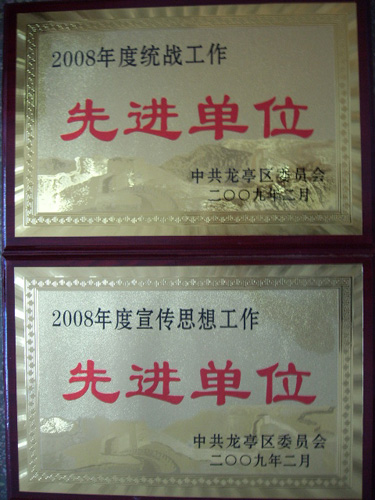 2008年度统战工作
先进单位
中共龙亭区委员会
二〇〇九年二月
2008年度宣传思想工作
先进单位
中共龙亭区委员会
二〇〇九年二月